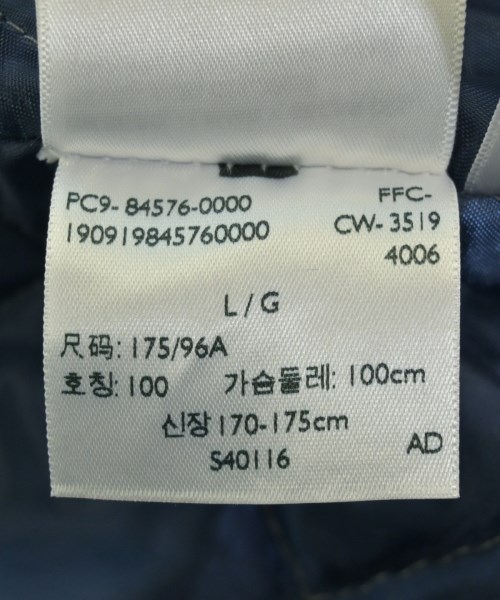 PC9- 84576-0000 FFC-
190919845760000 CW- 3519
4006
L / G
尺码: 175/96A
호칭: 100 가슴둘레: 100cm
신장 170-175cm
S40116 AD